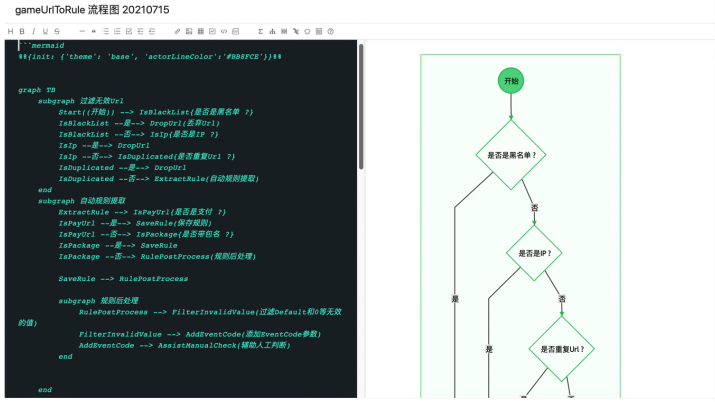 gameUrlToRule 流程图 20210715
H B I U S
```mermaid
%%{init: {'theme': 'base', 'actorLineColor':'#BB8FCE'}}%%
graph TB
subgraph 过滤无效Url
Start((开始)) --> IsBlackList{是否是黑名单 ?}
IsBlackList --是--> DropUrl(丢弃Url)
IsBlackList --否--> IsIp{是否是IP ?}
IsIp --是--> DropUrl
IsIp --否--> IsDuplicated{是否重复Url ?}
IsDuplicated --是--> DropUrl
IsDuplicated --否--> ExtractRule(自动规则提取)
end
subgraph 自动规则提取
ExtractRule --> IsPayUrl{是否是支付 ?}
IsPayUrl --是--> SaveRule(保存规则)
IsPayUrl --否--> IsPackage{是否带包名 ?}
IsPackage --是--> SaveRule
IsPackage --否--> RulePostProcess(规则后处理)
SaveRule --> RulePostProcess
subgraph 规则后处理
RulePostProcess --> FilterInvalidValue(过滤Default和0等无效
的值)
FilterInvalidValue --> AddEventCode(添加EventCode参数)
AddEventCode --> AssistManualCheck(辅助人工判断)
end
end
开始
是否是黑名单 ?
否
是否是IP ?
是
否
是
是否重复Url ?